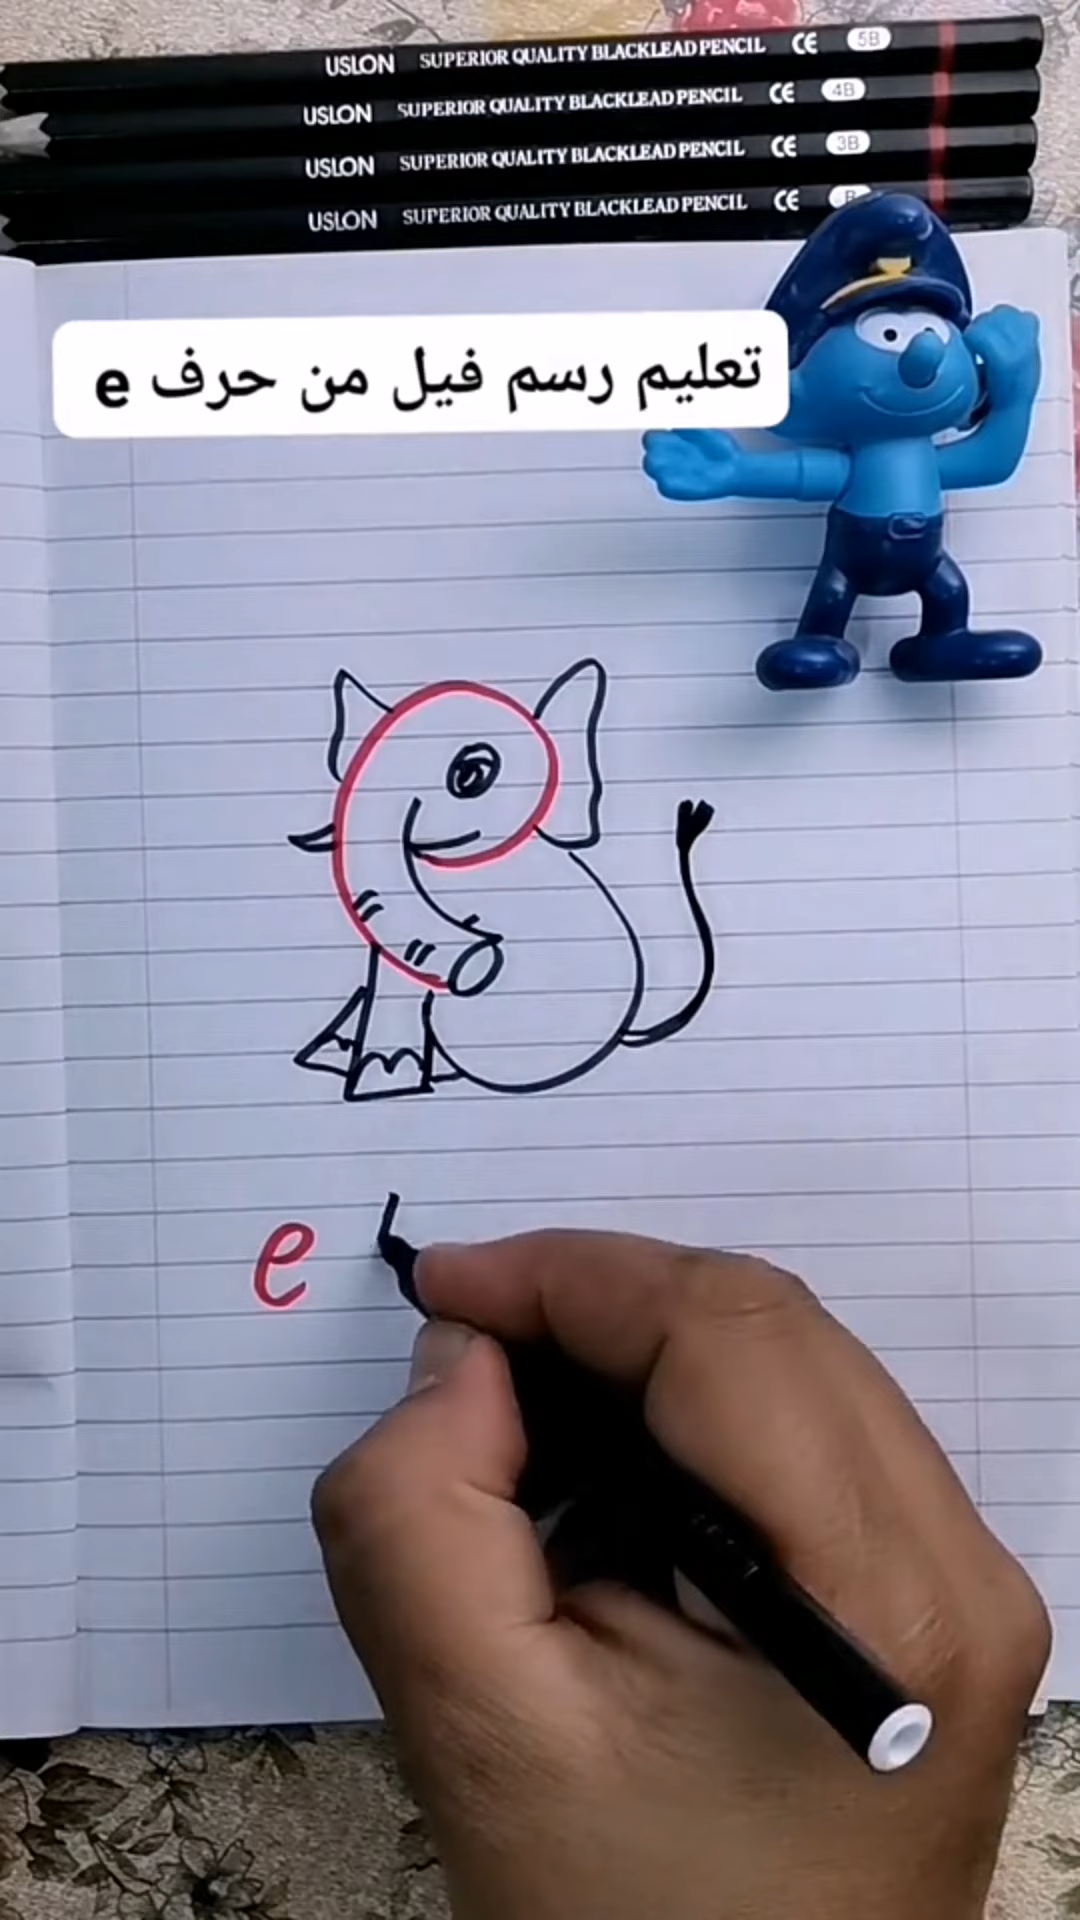 USLON SUPERIOR QUALITY BLACKLEAD PENCIL CE 5B
USLON SUPERIOR QUALITY BLACKLEAD PENCIL CE 4B
USLON SUPERIOR QUALITY BLACKLEAD PENCIL CE 3B
USLON SUPERIOR QUALITY BLACKLEAD PENCIL CE
تعليم رسم فيل من حرف e
e